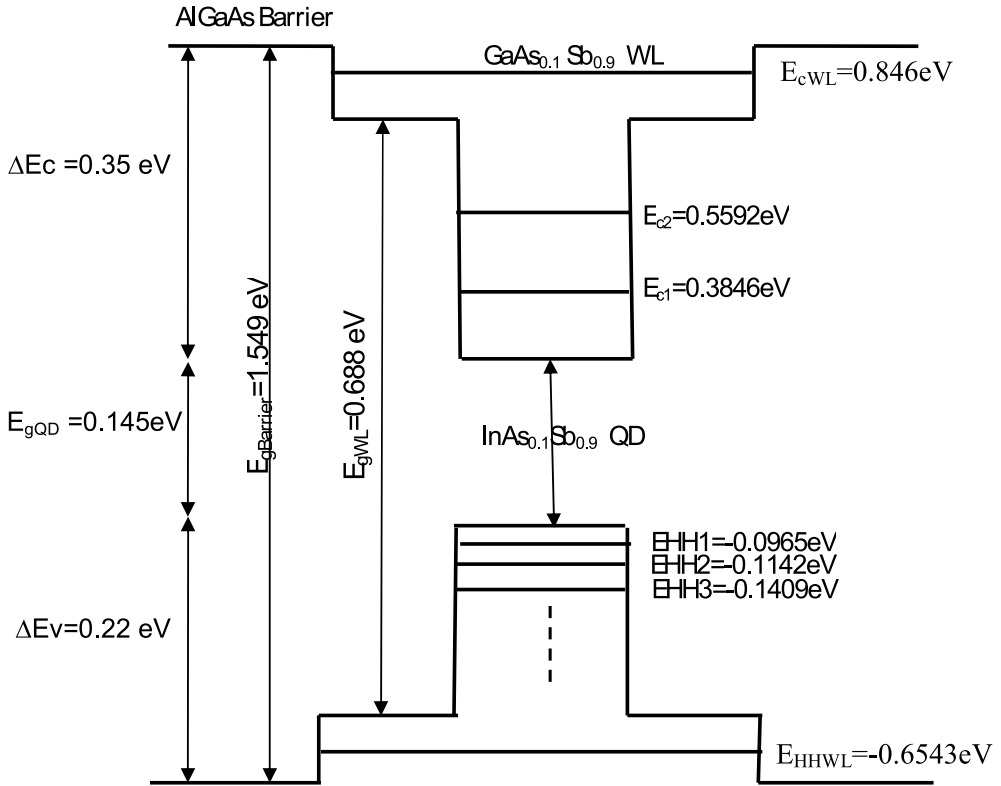 AlGaAs Barrier
GaAs0.1 Sb0.9 WL
EcWL=0.846eV
ΔEc =0.35 eV
Ec2=0.5592eV
Ec1=0.3846eV
EgBarrier=1.549 eV
EgWL=0.688 eV
EgQD =0.145eV
InAs0.1Sb0.9 QD
EHH1=-0.0965eV
EHH2=-0.1142eV
EHH3=-0.1409eV
ΔEv=0.22 eV
EHHWL=-0.6543eV